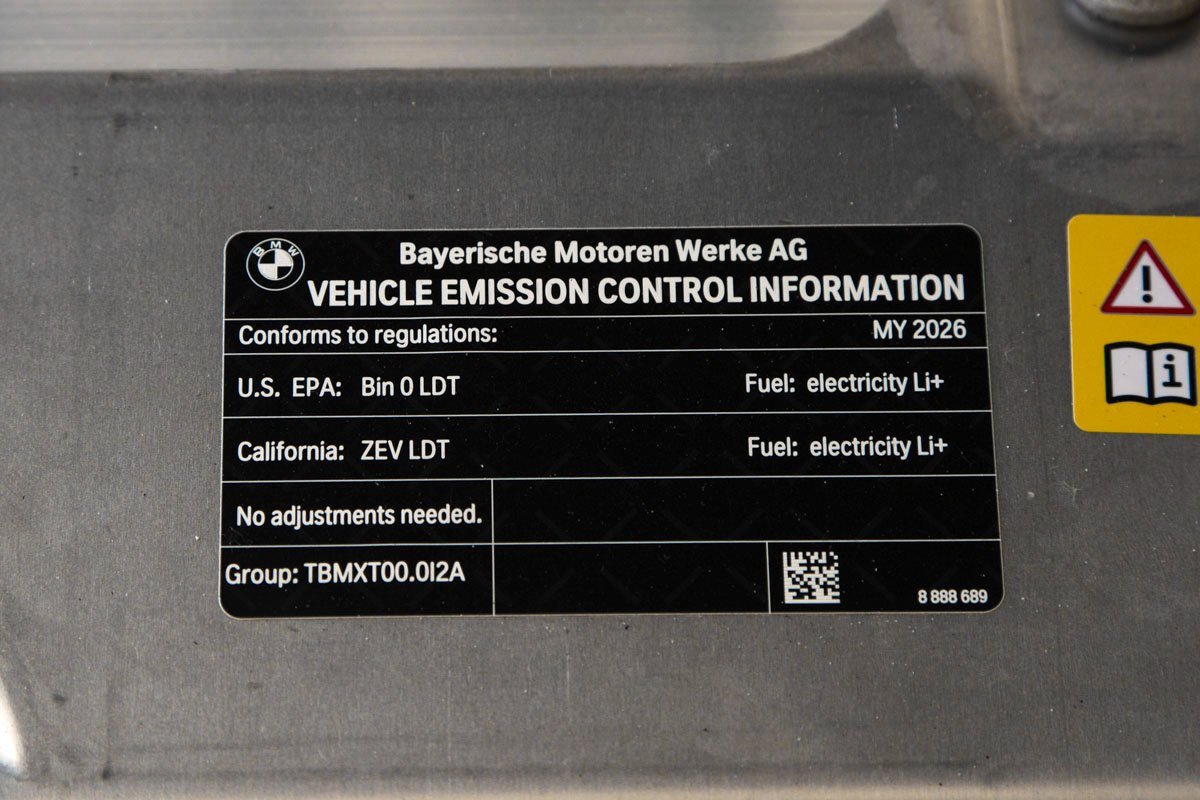 BMW
Bayerische Motoren Werke AG
VEHICLE EMISSION CONTROL INFORMATION
Conforms to regulations: MY 2026
U.S. EPA: Bin 0 LDT Fuel: electricity Li+
California: ZEV LDT Fuel: electricity Li+
No adjustments needed.
Group: TBMXT00.0I2A
8 888 689